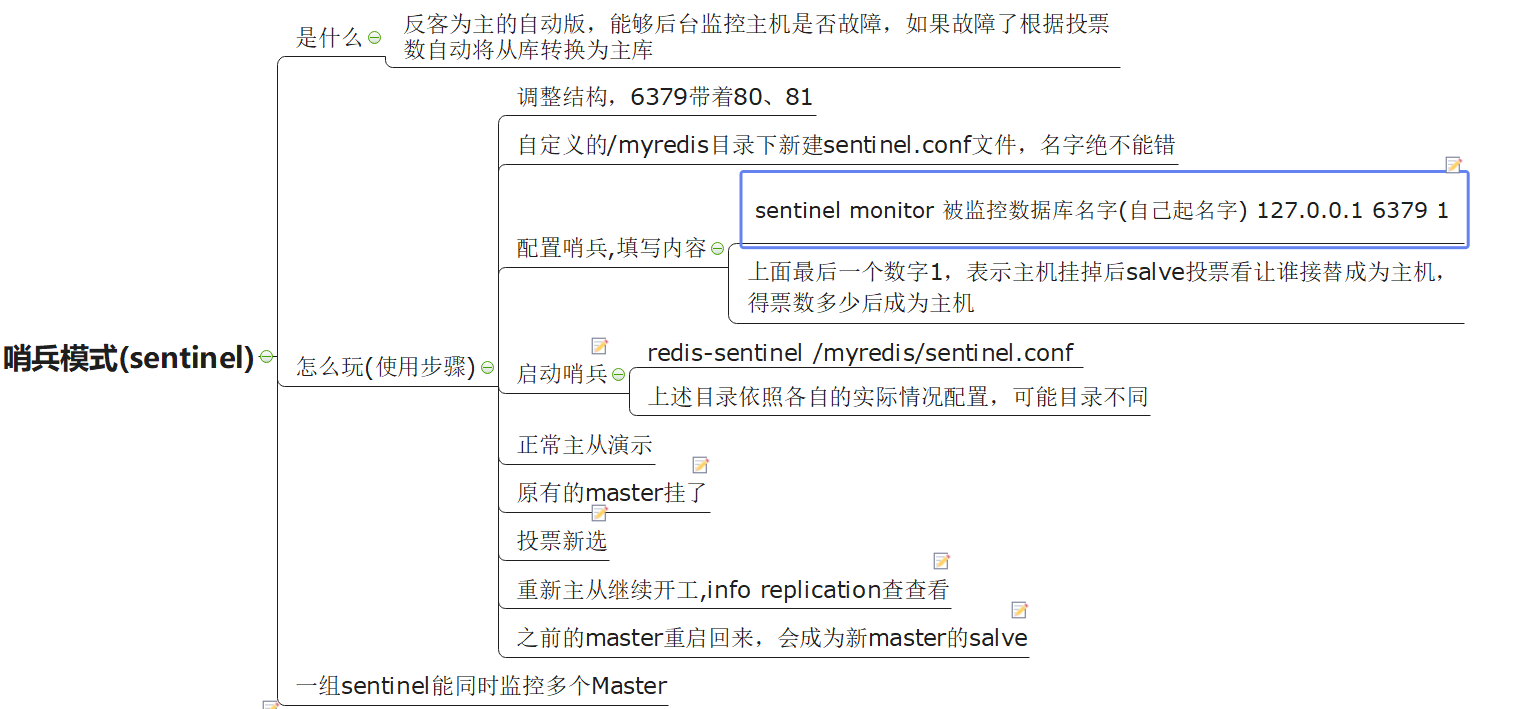 哨兵模式(sentinel)
是什么
反客为主的自动版，能够后台监控主机是否故障，如果故障了根据投票
数自动将从库转换为主库
怎么玩(使用步骤)
调整结构，6379带着80、81
自定义的/myredis目录下新建sentinel.conf文件，名字绝不能错
配置哨兵,填写内容
sentinel monitor 被监控数据库名字(自己起名字) 127.0.0.1 6379 1
上面最后一个数字1，表示主机挂掉后salve投票看让谁接替成为主机，
得票数多少后成为主机
启动哨兵
redis-sentinel /myredis/sentinel.conf
上述目录依照各自的实际情况配置，可能目录不同
正常主从演示
原有的master挂了
投票新选
重新主从继续开工,info replication查查看
之前的master重启回来，会成为新master的salve
一组sentinel能同时监控多个Master